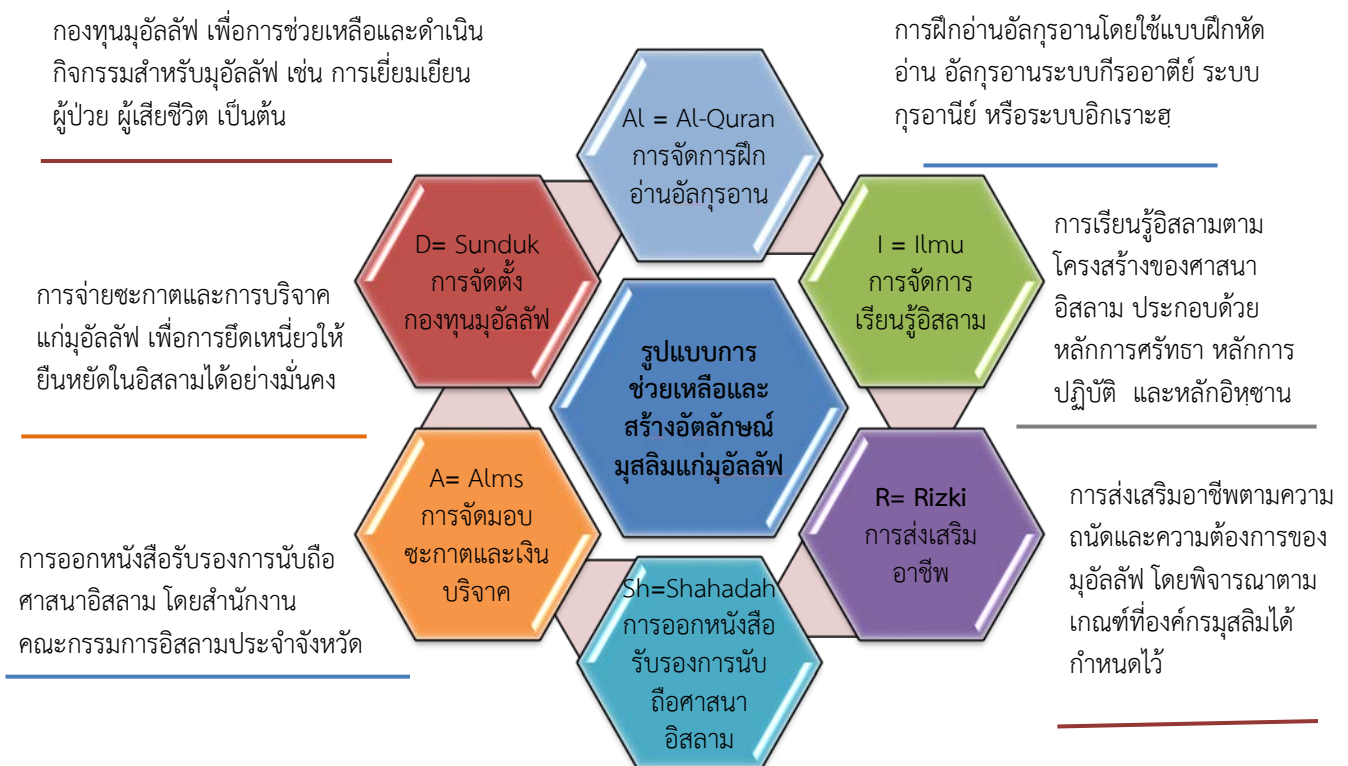 กองทุนมุอัลลัฟ เพื่อการช่วยเหลือและดำเนิน
กิจกรรมสำหรับมุอัลลัฟ เช่น การเยี่ยมเยียน
ผู้ป่วย ผู้เสียชีวิต เป็นต้น
การฝึกอ่านอัลกุรอานโดยใช้แบบฝึกหัด
อ่าน อัลกุรอานระบบกีรออาตีย์ ระบบ
กุรอานีย์ หรือระบบอิกเราะฮฺ
Al = Al-Quran
การจัดการฝึก
อ่านอัลกุรอาน
D= Sunduk
การจัดตั้ง
กองทุนมุอัลลัฟ
I = Ilmu
การจัดการ
เรียนรู้อิสลาม
การเรียนรู้อิสลามตาม
โครงสร้างของศาสนา
อิสลาม ประกอบด้วย
หลักการศรัทธา หลักการ
ปฏิบัติ และหลักอิหฺซาน
การจ่ายซะกาตและการบริจาค
แก่มุอัลลัฟ เพื่อการยึดเหนี่ยวให้
ยืนหยัดในอิสลามได้อย่างมั่นคง
รูปแบบการ
ช่วยเหลือและ
สร้างอัตลักษณ์
มุสลิมแก่มุอัลลัฟ
A= Alms
การจัดมอบ
ซะกาตและเงิน
บริจาค
R= Rizki
การส่งเสริม
อาชีพ
การส่งเสริมอาชีพตามความ
ถนัดและความต้องการของ
มุอัลลัฟ โดยพิจารณาตาม
เกณฑ์ที่องค์กรมุสลิมได้
กำหนดไว้
การออกหนังสือรับรองการนับถือ
ศาสนาอิสลาม โดยสำนักงาน
คณะกรรมการอิสลามประจำจังหวัด
Sh=Shahadah
การออกหนังสือ
รับรองการนับ
ถือศาสนา
อิสลาม